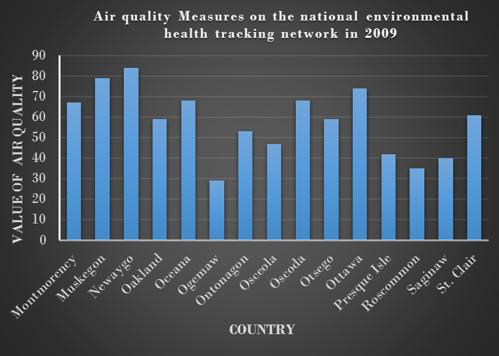 Air quality Measures on the national environmental
health tracking network in 2009
VALUE OF AIR QUALITY
90
80
70
60
50
40
30
20
10
0
Montmorency
Muskegon
Newaygo
Oakland
Oceana
Ogemaw
Ontonagon
Osceola
Oscoda
Otsego
Ottawa
Presque Isle
Roscommon
Saginaw
St. Clair
COUNTRY